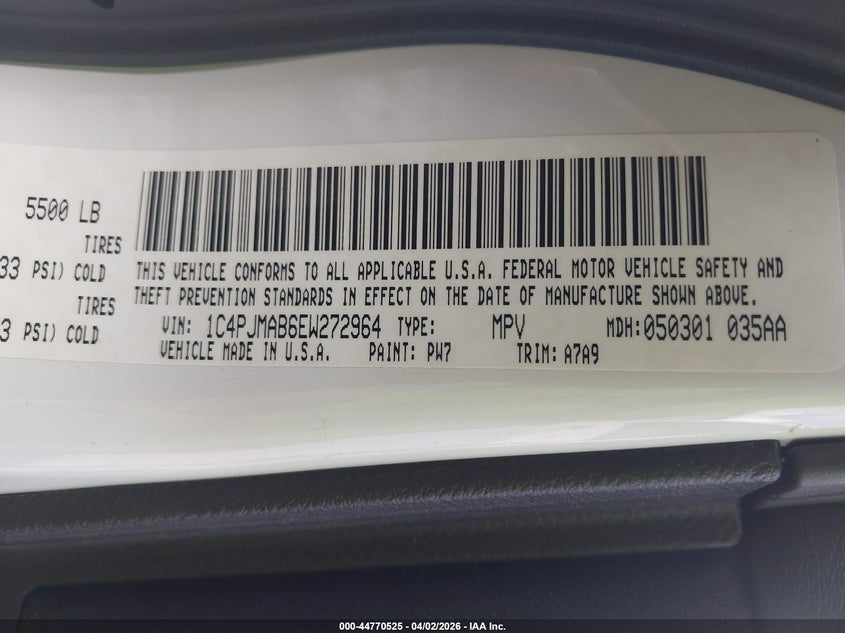 5500 LB
TIRES
33 PSI) COLD
TIRES
3 PSI) COLD
THIS VEHICLE CONFORMS TO ALL APPLICABLE U.S.A. FEDERAL MOTOR VEHICLE SAFETY AND
THEFT PREVENTION STANDARDS IN EFFECT ON THE DATE OF MANUFACTURE SHOWN ABOVE.
VIN: 1C4PJMAB6EW272964 TYPE: MPV MDH:050301 035AA
VEHICLE MADE IN U.S.A. PAINT: PW7 TRIM: A7A9
000-44770525 - 04/02/2026 - IAA Inc.